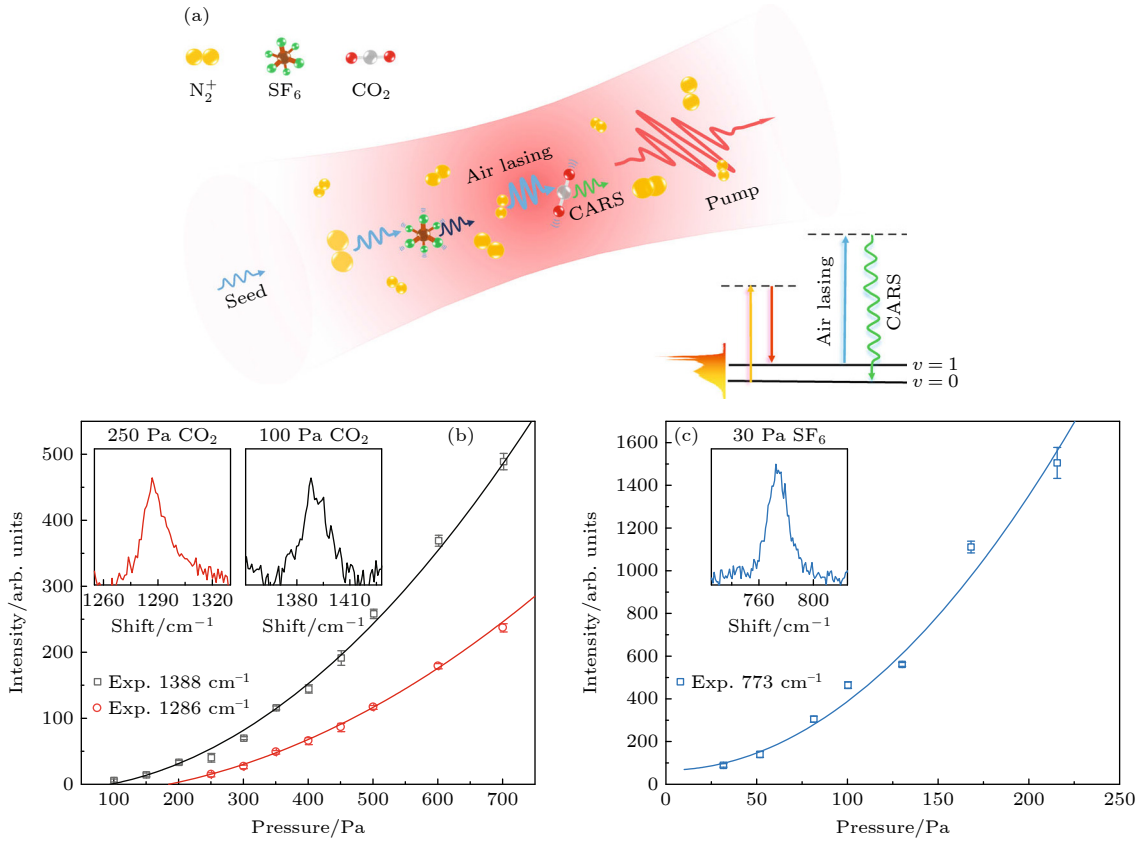 (a)
N₂⁺
SF₆
CO₂
Seed
Air lasing
CARS
Pump
Air lasing
CARS
v = 1
v = 0
(b)
250 Pa CO₂
100 Pa CO₂
1260 1290 1320
1380 1410
Shift/cm⁻¹
Shift/cm⁻¹
Exp. 1388 cm⁻¹
Exp. 1286 cm⁻¹
500
400
300
200
100
0
Intensity/arb. units
100 200 300 400 500 600 700
Pressure/Pa
(c)
30 Pa SF₆
760 800
Shift/cm⁻¹
Exp. 773 cm⁻¹
1600
1400
1200
1000
800
600
400
200
0
Intensity/arb. units
0 50 100 150 200 250
Pressure/Pa